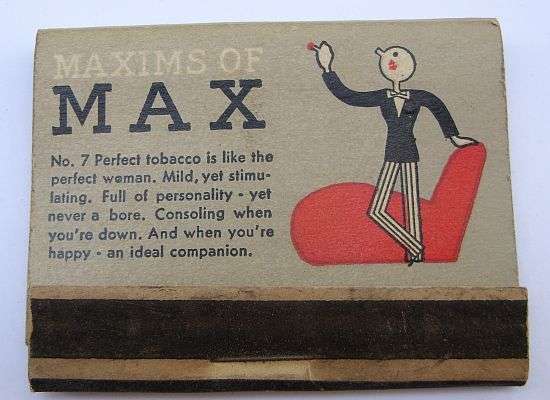 MAXIMS OF
MAX
No. 7 Perfect tobacco is like the
perfect woman. Mild, yet stimu-
lating. Full of personality - yet
never a bore. Consoling when
you're down. And when you're
happy - an ideal companion.